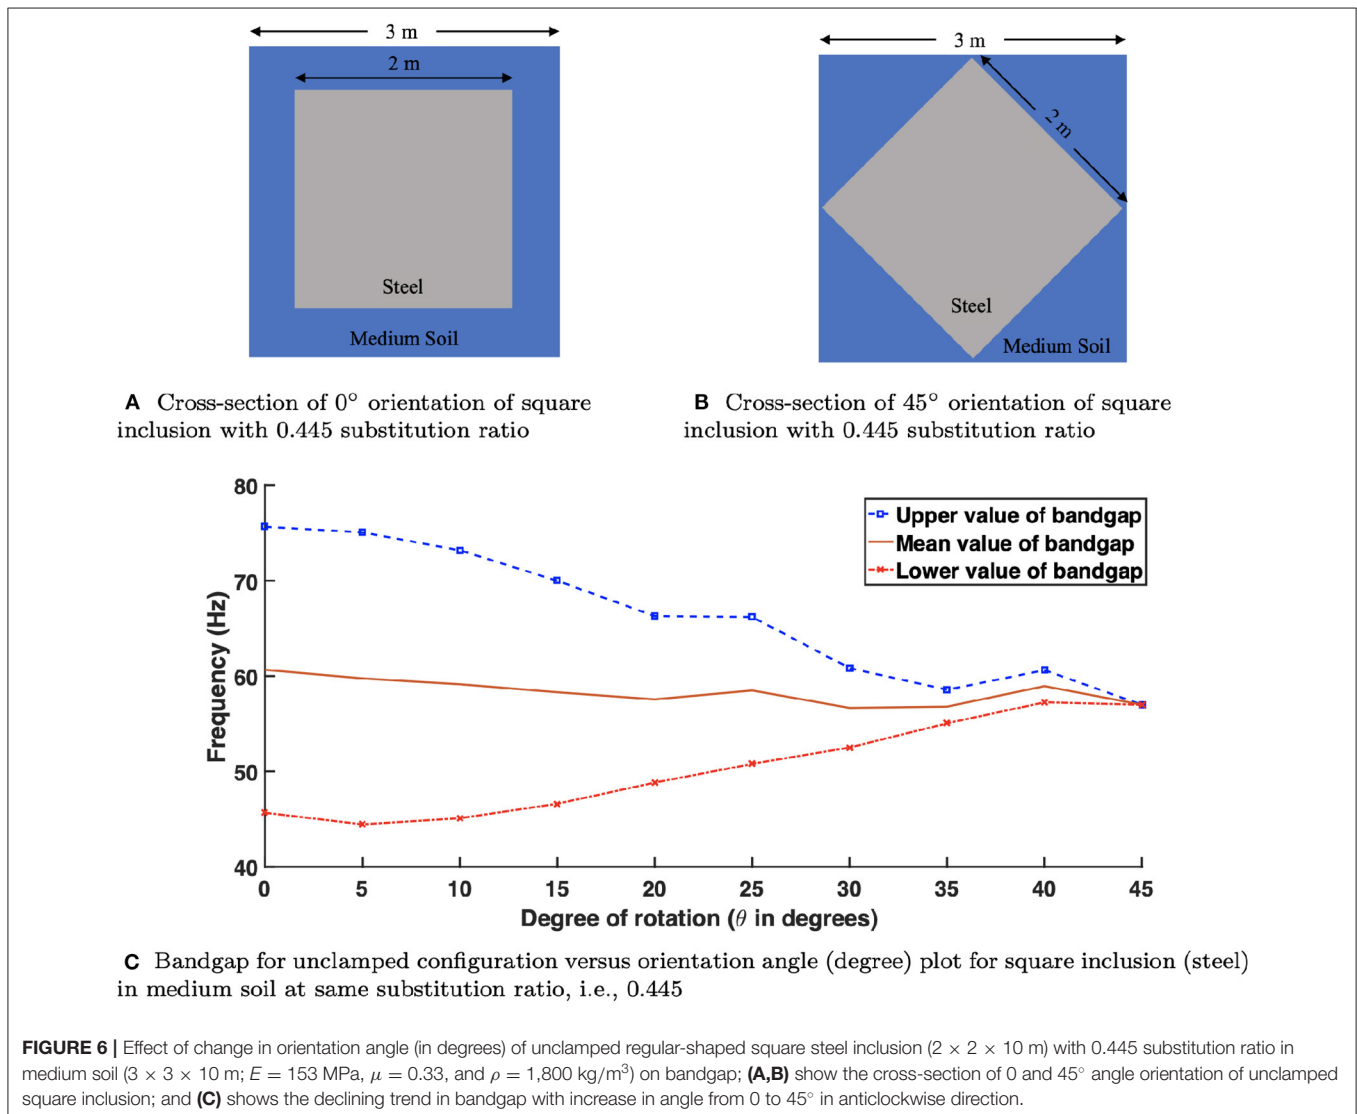 3 m
2 m
Steel
Medium Soil
3 m
2 m
Steel
Medium Soil
A Cross-section of 0° orientation of square
inclusion with 0.445 substitution ratio
B Cross-section of 45° orientation of square
inclusion with 0.445 substitution ratio
80
70
60
50
40
Frequency (Hz)
Upper value of bandgap
Mean value of bandgap
Lower value of bandgap
0 5 10 15 20 25 30 35 40 45
Degree of rotation (θ in degrees)
C Bandgap for unclamped configuration versus orientation angle (degree) plot for square inclusion (steel)
in medium soil at same substitution ratio, i.e., 0.445
FIGURE 6 | Effect of change in orientation angle (in degrees) of unclamped regular-shaped square steel inclusion (2 × 2 × 10 m) with 0.445 substitution ratio in
medium soil (3 × 3 × 10 m; E = 153 MPa, μ = 0.33, and ρ = 1,800 kg/m3) on bandgap; (A,B) show the cross-section of 0 and 45° angle orientation of unclamped
square inclusion; and (C) shows the declining trend in bandgap with increase in angle from 0 to 45° in anticlockwise direction.